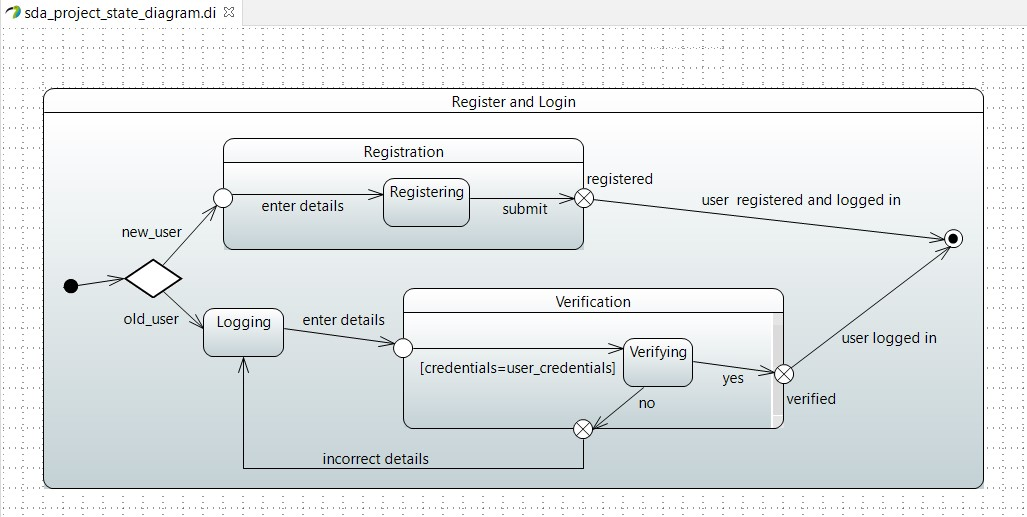 sda_project_state_diagram.di
Register and Login
Registration
registered
Registering
enter details
submit
user registered and logged in
new_user
old_user
Logging
enter details
Verification
Verifying
[credentials=user_credentials]
yes
no
user logged in
verified
incorrect details